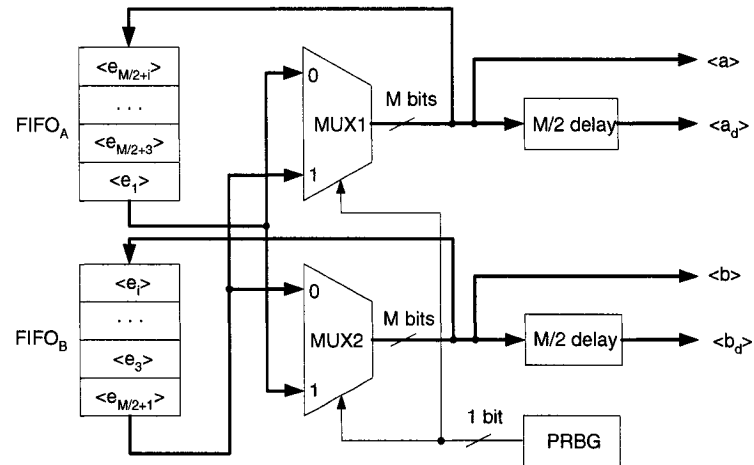 <e_{M/2+i}>
...
FIFO_A
<e_{M/2+3}>
<e_1>
0
MUX1
1
M bits
M/2 delay
<a>
<a_d>
<e_i>
...
FIFO_B
<e_3>
<e_{M/2+1}>
0
MUX2
1
M bits
M/2 delay
<b>
<b_d>
1 bit
PRBG